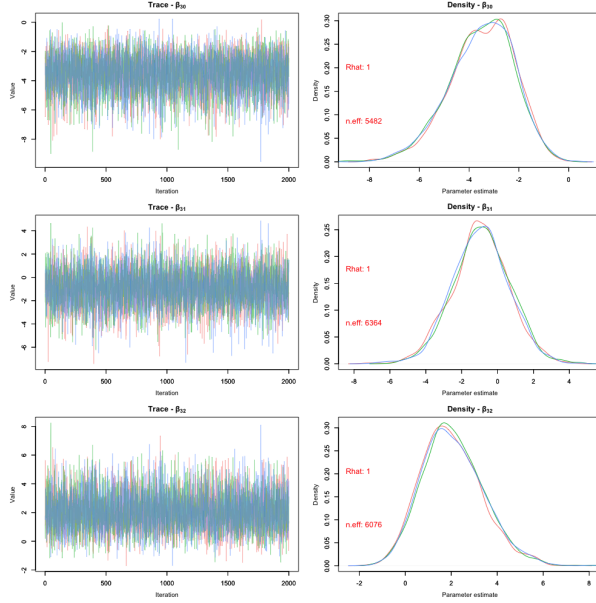 Trace - β₃₀
Value
0
-2
-4
-6
-8
0 500 1000 1500 2000
Iteration
Density - β₃₀
Density
0.30
0.25
0.20
0.15
0.10
0.05
0.00
Rhat: 1
n.eff: 5482
-8 -6 -4 -2 0
Parameter estimate
Trace - β₃₁
Value
4
2
0
-2
-4
-6
0 500 1000 1500 2000
Iteration
Density - β₃₁
Density
0.25
0.20
0.15
0.10
0.05
0.00
Rhat: 1
n.eff: 6364
-8 -6 -4 -2 0 2 4
Parameter estimate
Trace - β₃₂
Value
8
6
4
2
0
-2
0 500 1000 1500 2000
Iteration
Density - β₃₂
Density
0.30
0.25
0.20
0.15
0.10
0.05
0.00
Rhat: 1
n.eff: 6076
-2 0 2 4 6 8
Parameter estimate